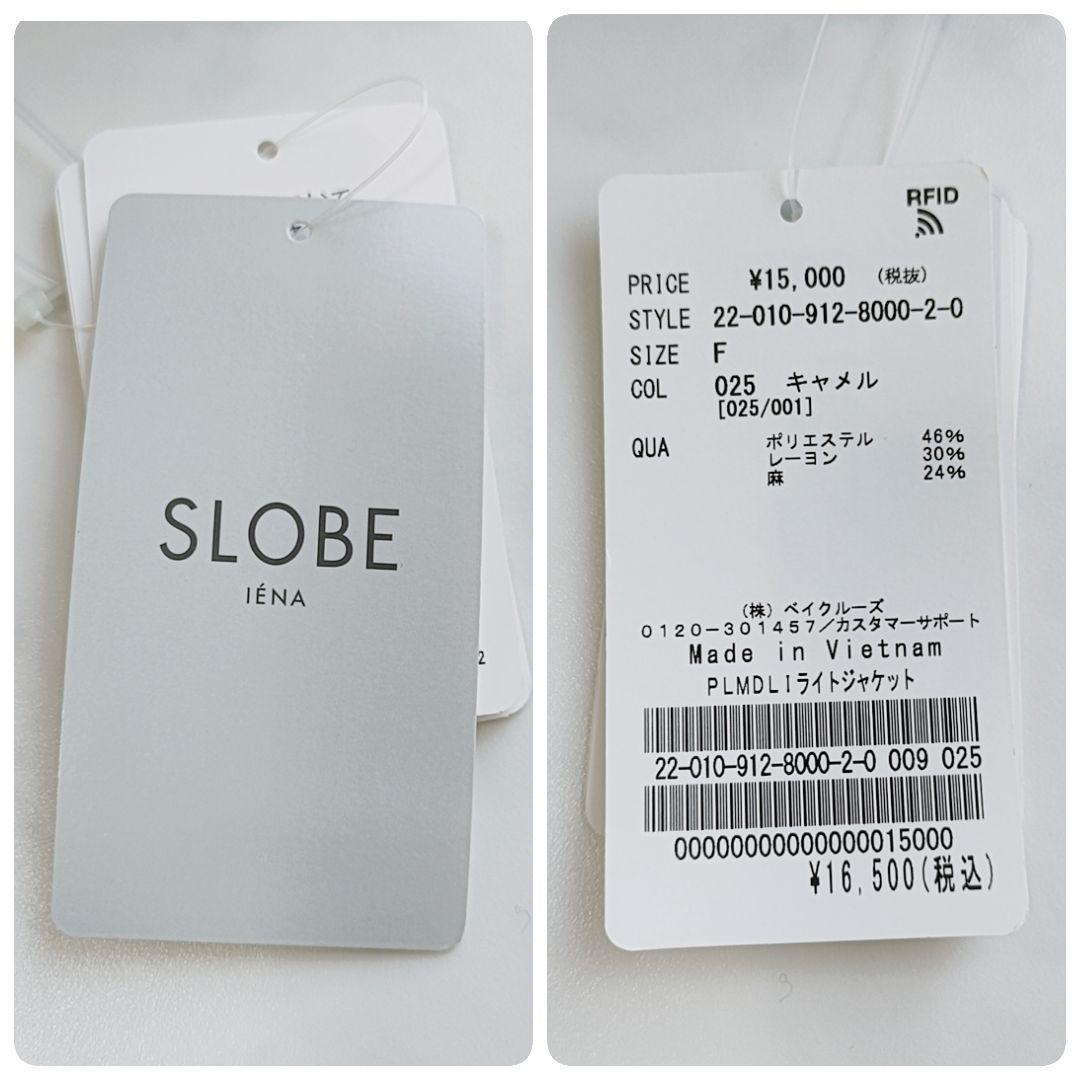 SLOBE
IÉNA
2
RFID
PRICE ¥15,000 (税抜)
STYLE 22-010-912-8000-2-0
SIZE F
COL 025 キャメル
[025/001]
QUA ポリエステル 46%
レーヨン 30%
麻 24%
(株) ベイクルーズ
0120-301457/カスタマーサポート
Made in Vietnam
PLMDLIライトジャケット
22-010-912-8000-2-0 009 025
00000000000000015000
¥16,500(税込)